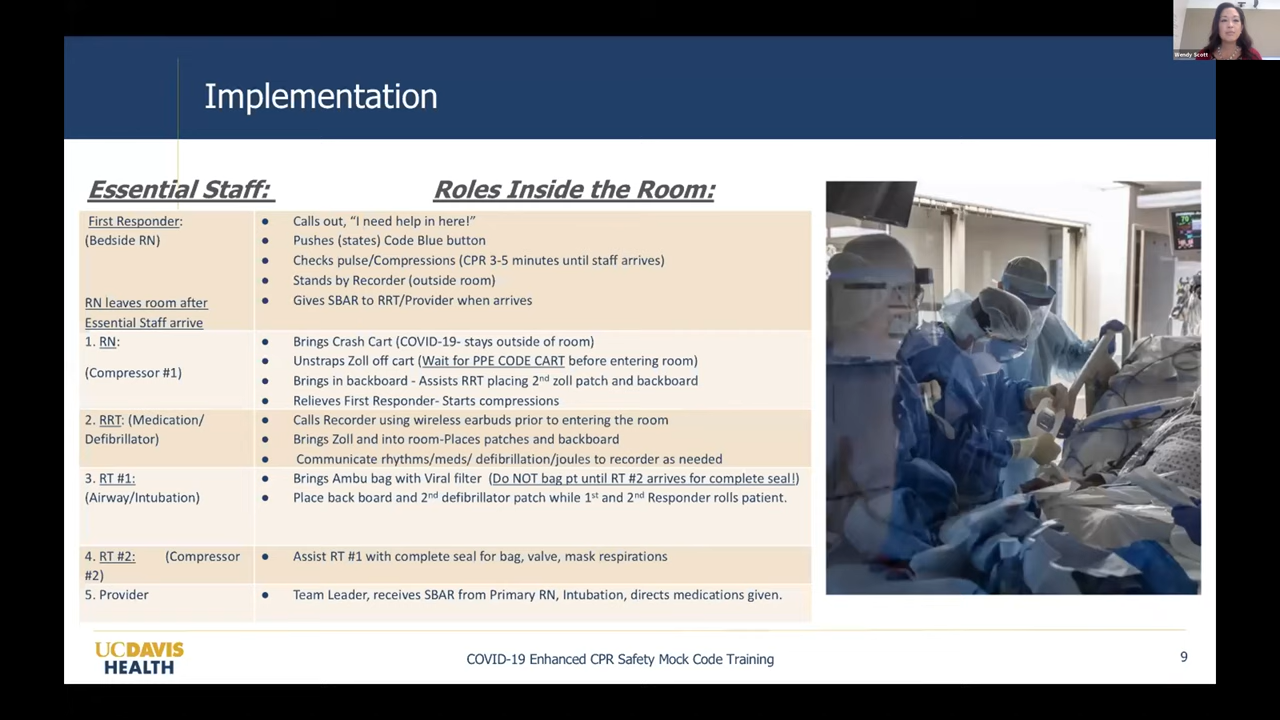 Wendy Scott
Implementation
Essential Staff:
Roles Inside the Room:
First Responder:
(Bedside RN)
RN leaves room after
Essential Staff arrive
● Calls out, “I need help in here!”
● Pushes (states) Code Blue button
● Checks pulse/Compressions (CPR 3-5 minutes until staff arrives)
● Stands by Recorder (outside room)
● Gives SBAR to RRT/Provider when arrives
1. RN:
(Compressor #1)
● Brings Crash Cart (COVID-19- stays outside of room)
● Unstraps Zoll off cart (Wait for PPE CODE CART before entering room)
● Brings in backboard - Assists RRT placing 2nd zoll patch and backboard
● Relieves First Responder- Starts compressions
2. RRT: (Medication/
Defibrillator)
● Calls Recorder using wireless earbuds prior to entering the room
● Brings Zoll and into room-Places patches and backboard
● Communicate rhythms/meds/ defibrillation/joules to recorder as needed
3. RT #1:
(Airway/Intubation)
● Brings Ambu bag with Viral filter (Do NOT bag pt until RT #2 arrives for complete seal!)
● Place back board and 2nd defibrillator patch while 1st and 2nd Responder rolls patient.
4. RT #2: (Compressor
#2)
● Assist RT #1 with complete seal for bag, valve, mask respirations
5. Provider
● Team Leader, receives SBAR from Primary RN, Intubation, directs medications given.
UCDAVIS
HEALTH
COVID-19 Enhanced CPR Safety Mock Code Training
9